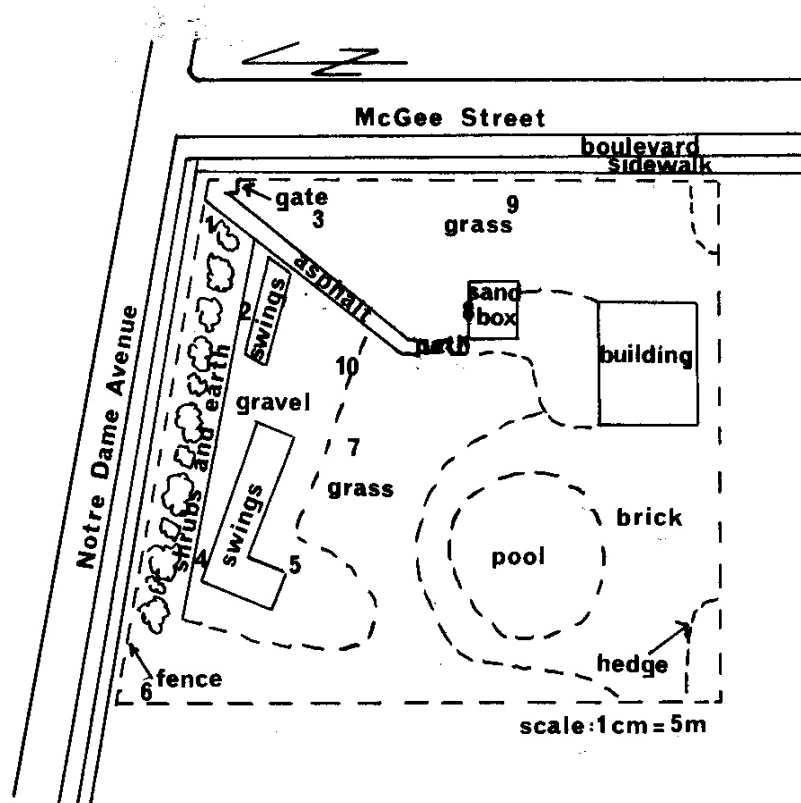 McGee Street
boulevard
sidewalk
gate
3
9
grass
1
asphalt
sand
box
8
2
swings
path
building
10
Notre Dame Avenue
shrubs and earth
gravel
7
grass
swings
brick
pool
4
5
hedge
fence
6
scale:1cm=5m